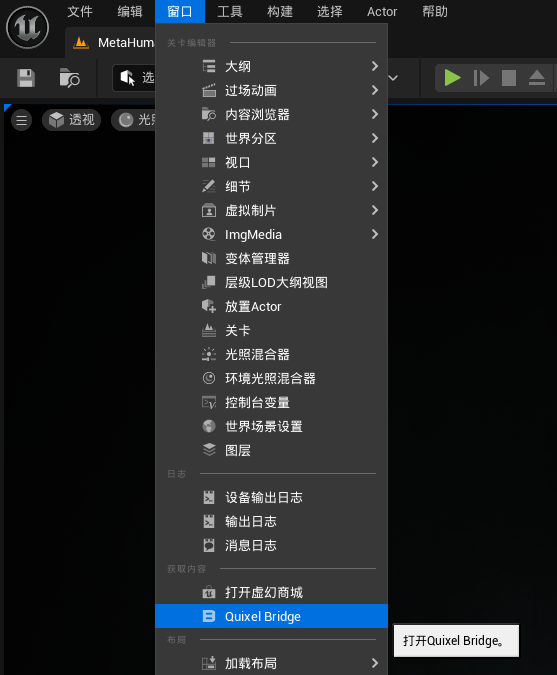 文件 编辑 窗口 工具 构建 选择 Actor 帮助
MetaHuma
关卡编辑器
选
大纲
过场动画
透视
光照
内容浏览器
世界分区
视口
细节
虚拟制片
ImgMedia
变体管理器
层级LOD大纲视图
放置Actor
关卡
光照混合器
环境光照混合器
控制台变量
世界场景设置
图层
日志
设备输出日志
输出日志
消息日志
获取内容
打开虚幻商城
Quixel Bridge
打开Quixel Bridge。
布局
加载布局